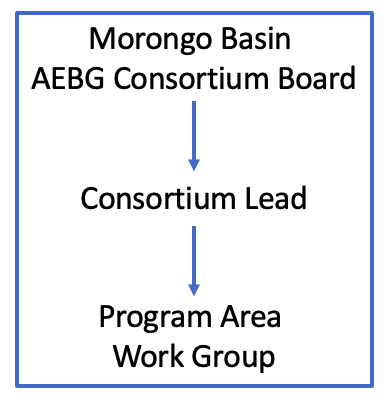 Morongo Basin
AEBG Consortium Board
Consortium Lead
Program Area
Work Group